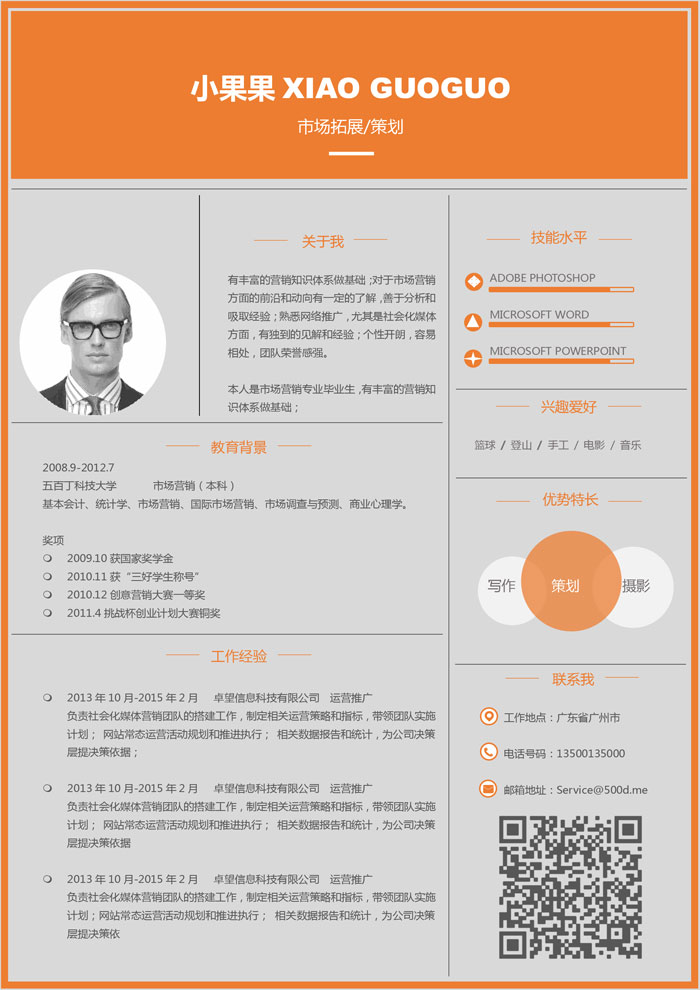 小果果 XIAO GUOGUO
市场拓展/策划
关于我
有丰富的营销知识体系做基础；对于市场营销
方面的前沿和动向有一定的了解，善于分析和
吸取经验；熟悉网络推广，尤其是社会化媒体
方面，有独到的见解和经验；个性开朗，容易
相处，团队荣誉感强。
本人是市场营销专业毕业生，有丰富的营销知
识体系做基础；
教育背景
2008.9-2012.7
五百丁科技大学 市场营销（本科）
基本会计、统计学、市场营销、国际市场营销、市场调查与预测、商业心理学。
奖项
2009.10 获国家奖学金
2010.11 获“三好学生称号”
2010.12 创意营销大赛一等奖
2011.4 挑战杯创业计划大赛铜奖
工作经验
2013 年 10 月-2015 年 2 月 卓望信息科技有限公司 运营推广
负责社会化媒体营销团队的搭建工作，制定相关运营策略和指标，带领团队实施
计划； 网站常态运营活动规划和推进执行； 相关数据报告和统计，为公司决策
层提决策依据；
2013 年 10 月-2015 年 2 月 卓望信息科技有限公司 运营推广
负责社会化媒体营销团队的搭建工作，制定相关运营策略和指标，带领团队实施
计划； 网站常态运营活动规划和推进执行； 相关数据报告和统计，为公司决策
层提决策依据
2013 年 10 月-2015 年 2 月 卓望信息科技有限公司 运营推广
负责社会化媒体营销团队的搭建工作，制定相关运营策略和指标，带领团队实施
计划；网站常态运营活动规划和推进执行； 相关数据报告和统计，为公司决策
层提决策依
技能水平
ADOBE PHOTOSHOP
MICROSOFT WORD
MICROSOFT POWERPOINT
兴趣爱好
篮球 / 登山 / 手工 / 电影 / 音乐
优势特长
写作 策划 摄影
联系我
工作地点：广东省广州市
电话号码：13500135000
邮箱地址：Service@500d.me